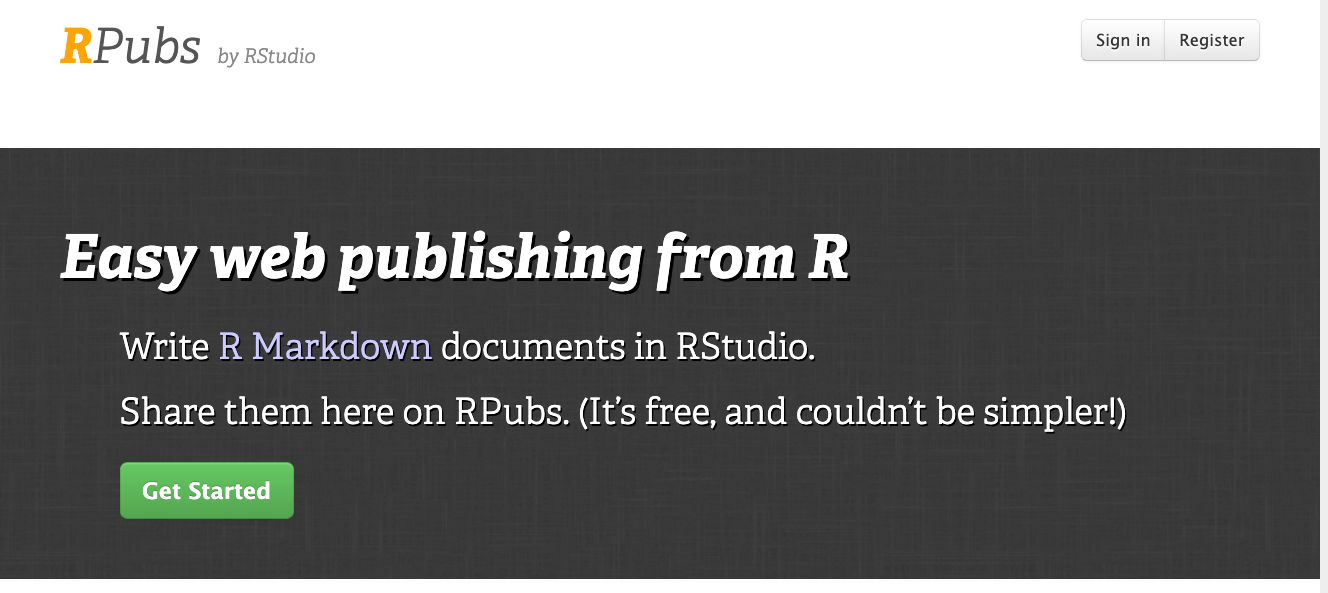 RPubs by RStudio
Sign in Register
Easy web publishing from R
Write R Markdown documents in RStudio.
Share them here on RPubs. (It’s free, and couldn’t be simpler!)
Get Started